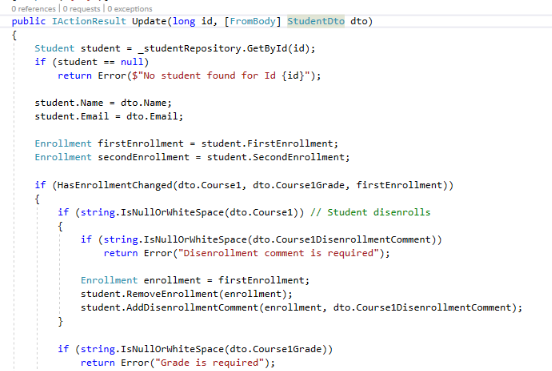 0 references | 0 requests | 0 exceptions
public IActionResult Update(long id, [FromBody] StudentDto dto)
{
    Student student = _studentRepository.GetById(id);
    if (student == null)
        return Error($"No student found for Id {id}");

    student.Name = dto.Name;
    student.Email = dto.Email;

    Enrollment firstEnrollment = student.FirstEnrollment;
    Enrollment secondEnrollment = student.SecondEnrollment;

    if (HasEnrollmentChanged(dto.Course1, dto.Course1Grade, firstEnrollment))
    {
        if (string.IsNullOrWhiteSpace(dto.Course1)) // Student disenrolls
        {
            if (string.IsNullOrWhiteSpace(dto.Course1DisenrollmentComment))
                return Error("Disenrollment comment is required");

            Enrollment enrollment = firstEnrollment;
            student.RemoveEnrollment(enrollment);
            student.AddDisenrollmentComment(enrollment, dto.Course1DisenrollmentComment);
        }

        if (string.IsNullOrWhiteSpace(dto.Course1Grade))
            return Error("Grade is required");